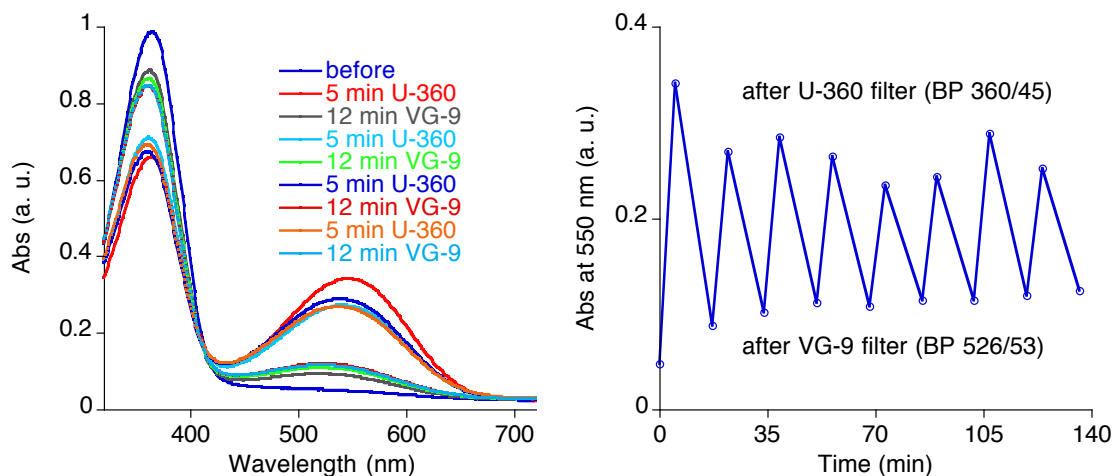 1
0.8
0.6
0.4
0.2
0
Abs (a. u.)
400
500
600
700
Wavelength (nm)
before
5 min U-360
12 min VG-9
5 min U-360
12 min VG-9
5 min U-360
12 min VG-9
5 min U-360
12 min VG-9
0.4
0.2
0
Abs at 550 nm (a. u.)
after U-360 filter (BP 360/45)
after VG-9 filter (BP 526/53)
0
35
70
105
140
Time (min)